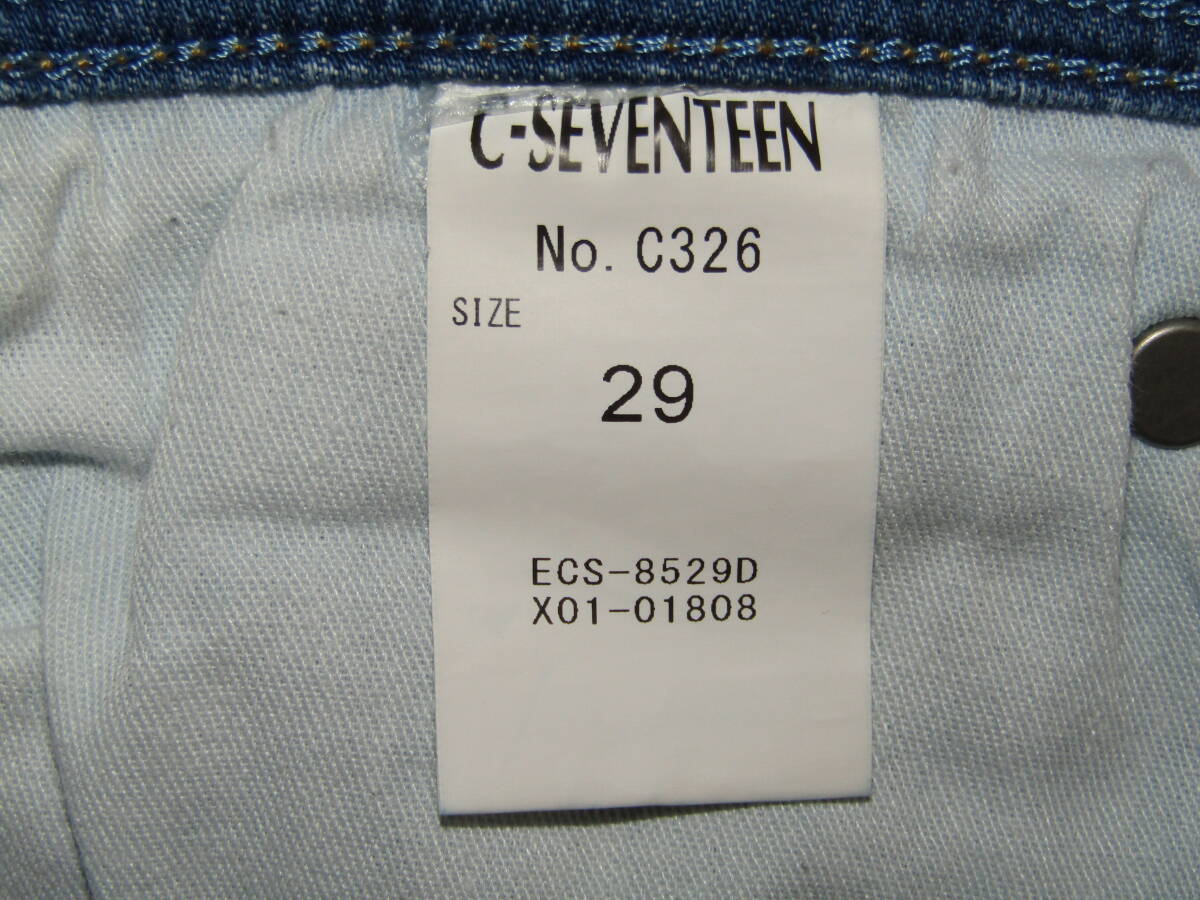 C-SEVENTEEN
No. C326
SIZE
29
ECS-8529D
X01-01808